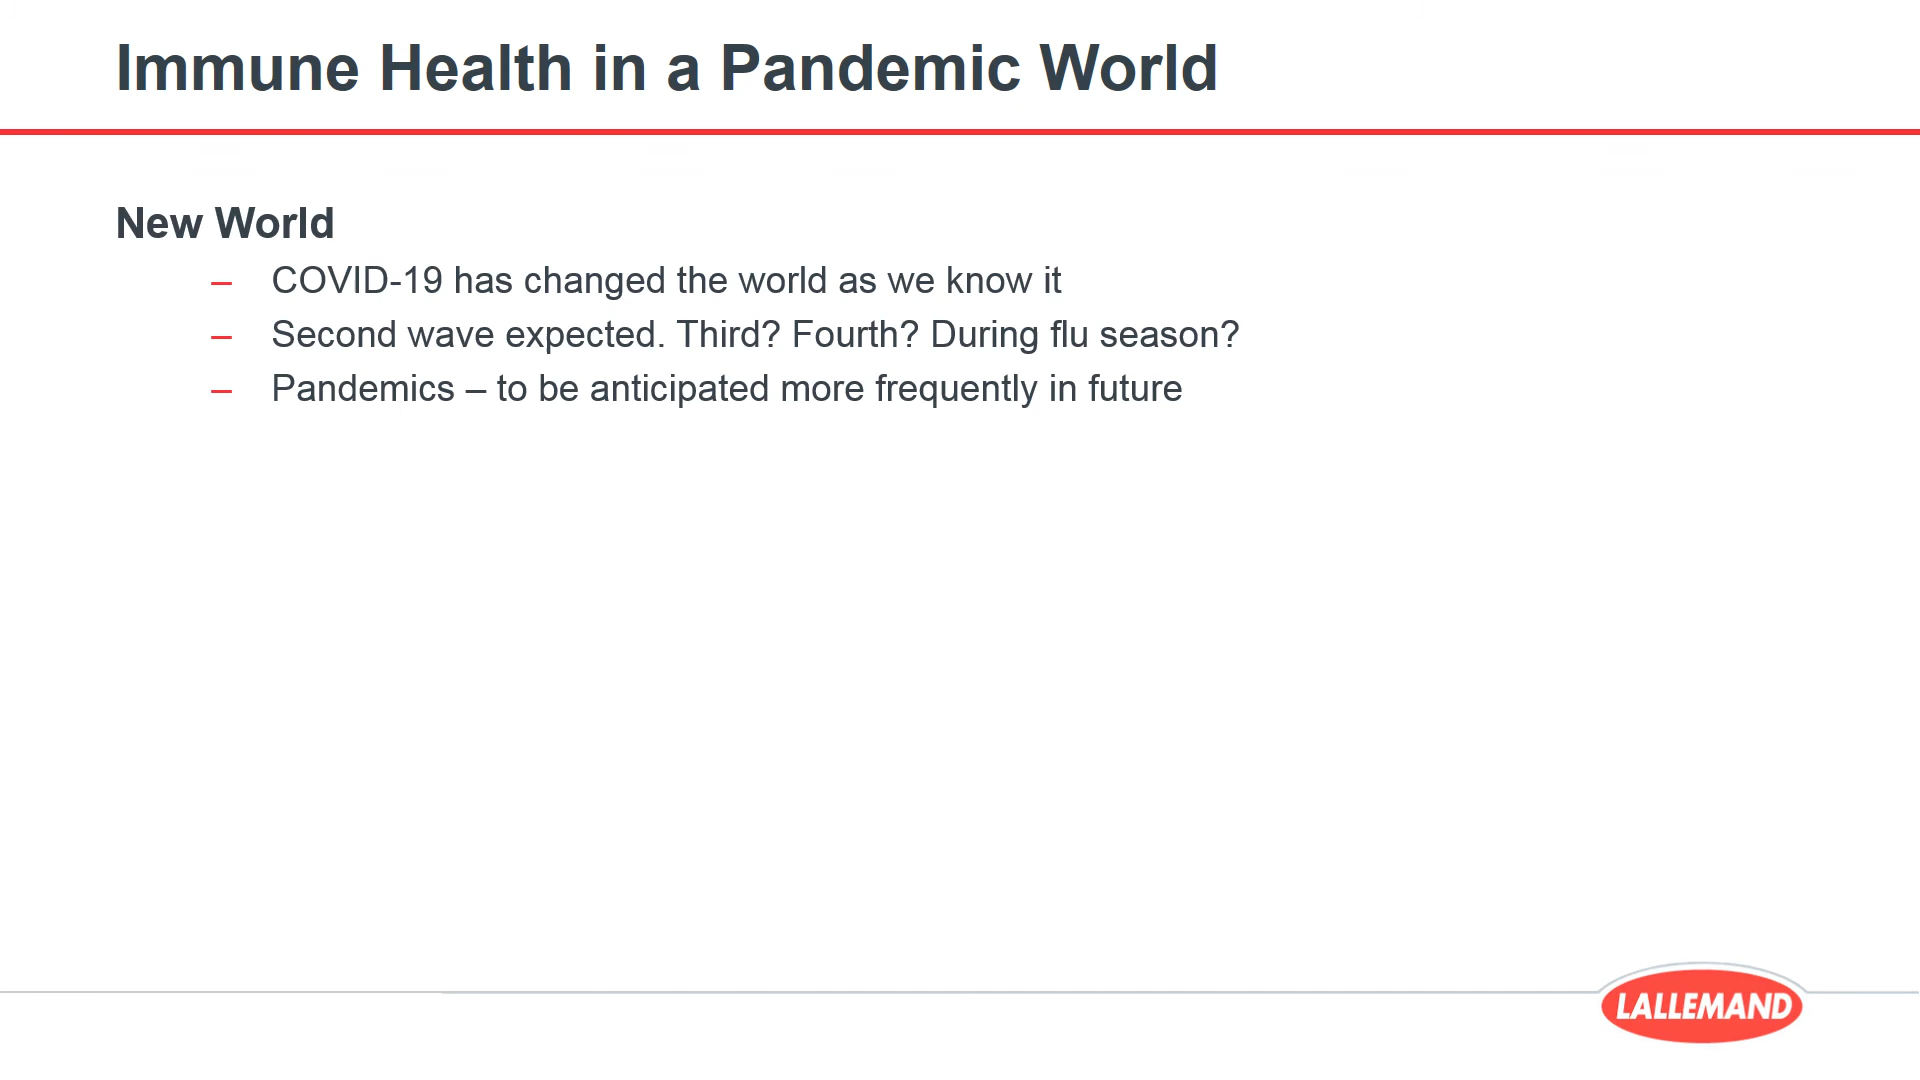 Immune Health in a Pandemic World
New World
– COVID-19 has changed the world as we know it
– Second wave expected. Third? Fourth? During flu season?
– Pandemics – to be anticipated more frequently in future
LALLEMAND